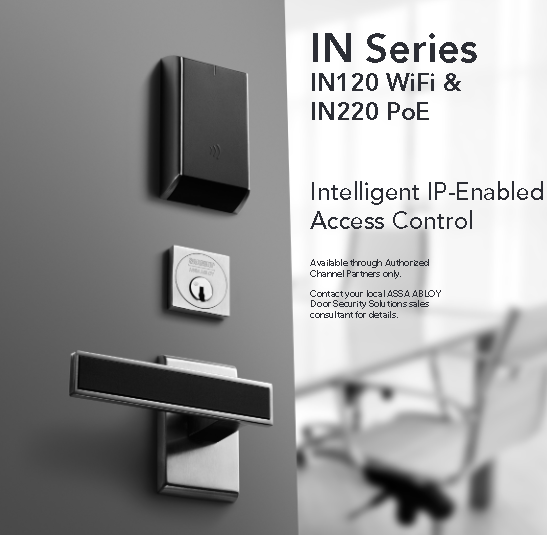 IN Series
IN120 WiFi &
IN220 PoE
Intelligent IP-Enabled
Access Control
Available through Authorized
Channel Partners only.
Contact your local ASSA ABLOY
Door Security Solutions sales
consultant for details.